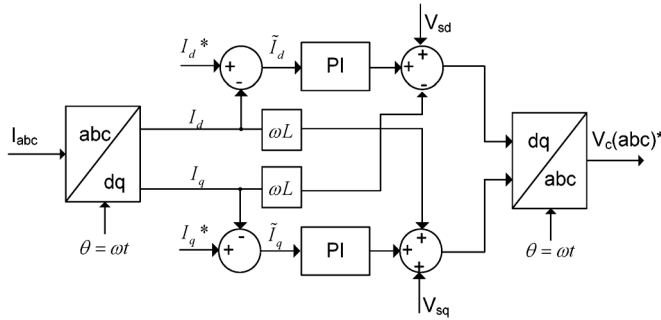 V_sd
I_d* + - Ĩ_d PI + + -
I_abc abc dq I_d ωL dq abc V_c(abc)*
I_q ωL
θ = ωt θ = ωt
I_q* + - Ĩ_q PI + + +
V_sq